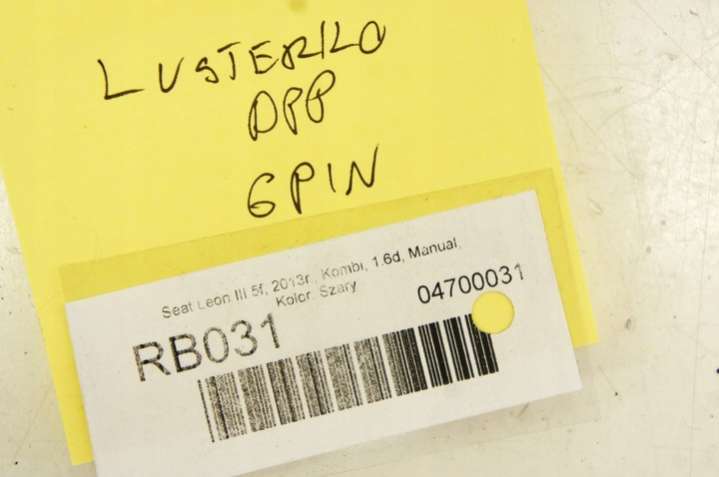 LUSTERKO
DPP
6PIN
Seat Leon III 5f, 2013r., Kombi, 1.6d, Manual,
Kolor: Szary
RB031
04700031